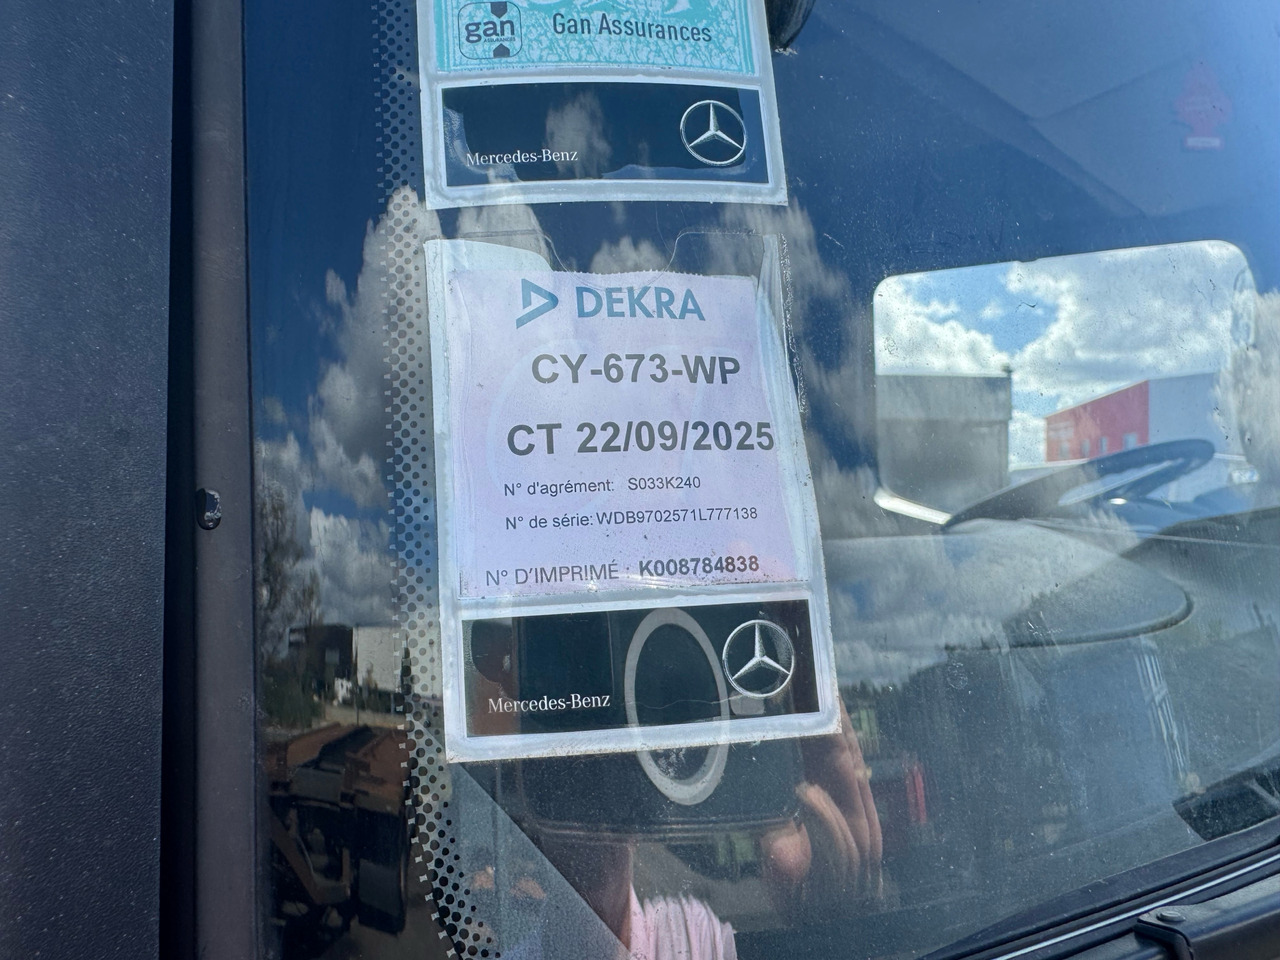 gan
ASSURANCES
Gan Assurances
Mercedes-Benz
DEKRA
CY-673-WP
CT 22/09/2025
N° d'agrément: S033K240
N° de série: WDB9702571L777138
N° D'IMPRIMÉ : K008784838
Mercedes-Benz